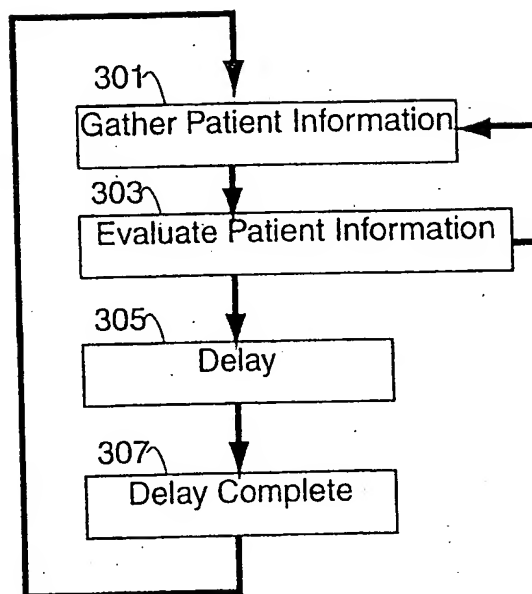 301
Gather Patient Information
303
Evaluate Patient Information
305
Delay
307
Delay Complete